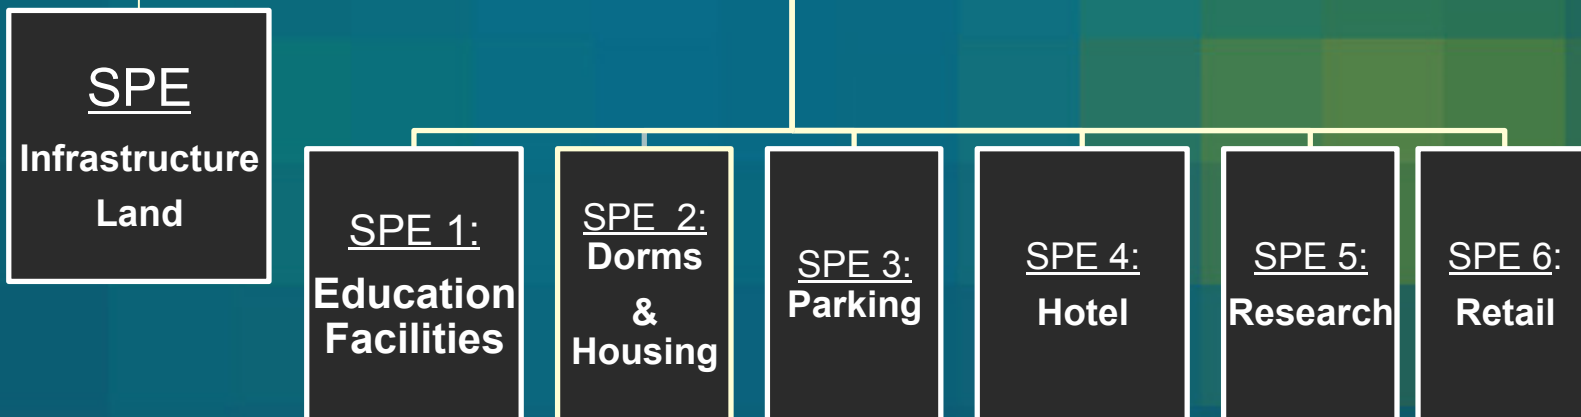 SPE
Infrastructure
Land
SPE 1:
Education
Facilities
SPE  2:
Dorms
&
Housing
SPE 3:
Parking
SPE 4:
Hotel
SPE 5:
Research
SPE 6:
Retail